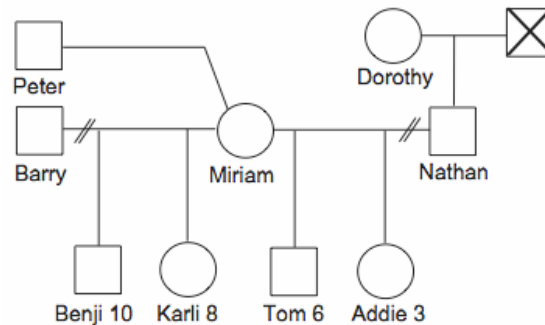 Dorothy
Peter
Barry
Miriam
Nathan
Benji 10
Karli 8
Tom 6
Addie 3